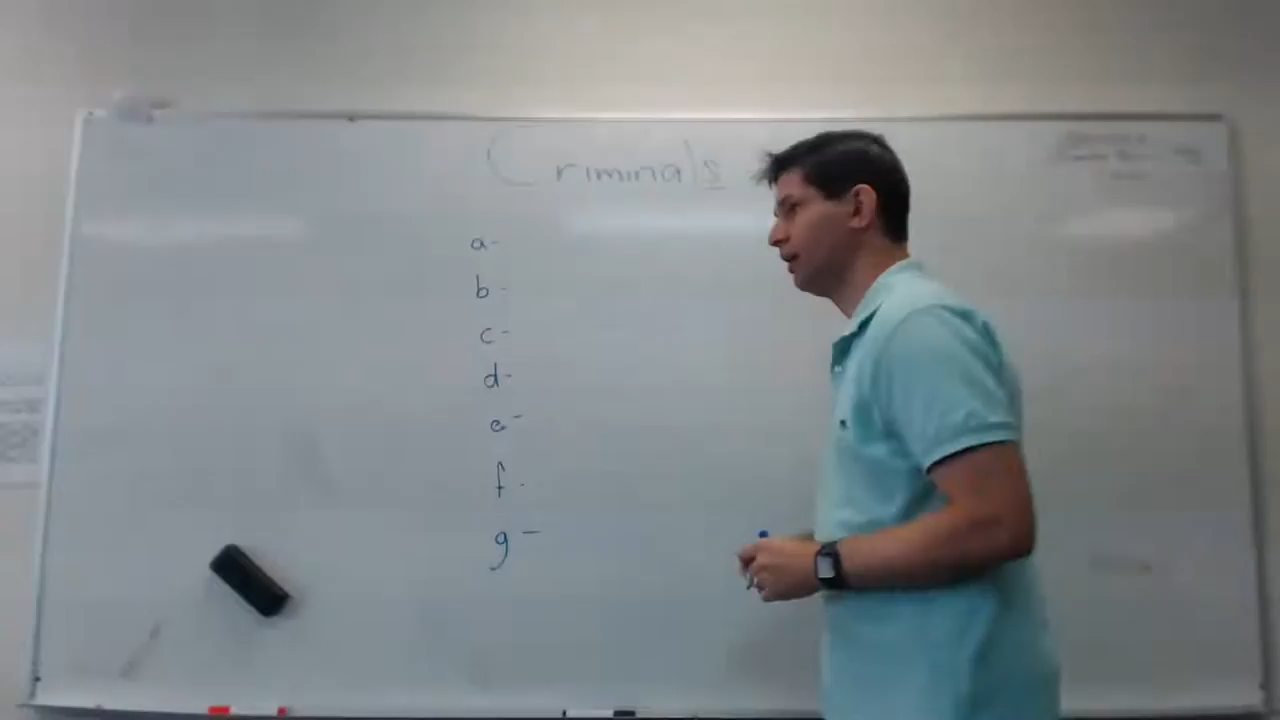 Criminals
a-
b-
c-
d-
e-
f-
g-